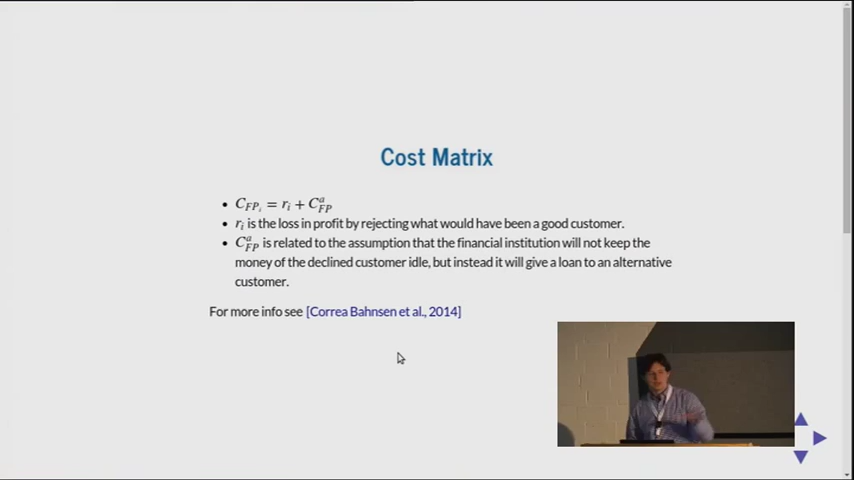 Cost Matrix
• C_{FP_i} = r_i + C^a_{FP}
• r_i is the loss in profit by rejecting what would have been a good customer.
• C^a_{FP} is related to the assumption that the financial institution will not keep the
money of the declined customer idle, but instead it will give a loan to an alternative
customer.
For more info see [Correa Bahnsen et al., 2014]